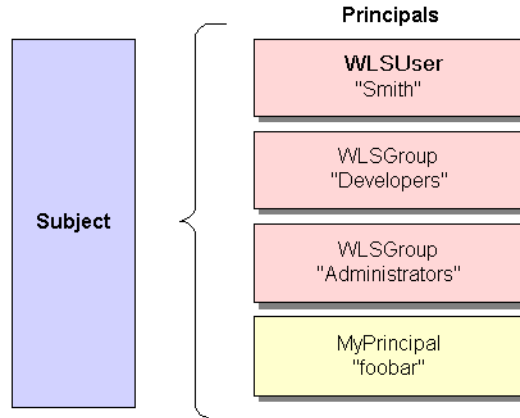 Principals
WLSUser
"Smith"
WLSGroup
"Developers"
Subject
WLSGroup
"Administrators"
MyPrincipal
"foobar"